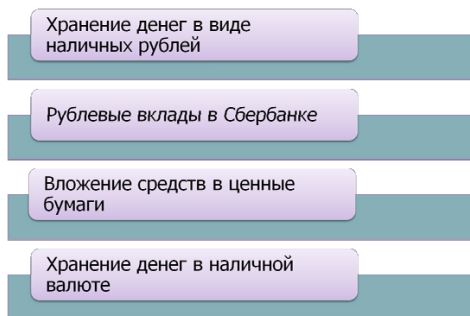 Хранение денег в виде
наличных рублей
Рублевые вклады в Сбербанке
Вложение средств в ценные
бумаги
Хранение денег в наличной
валюте